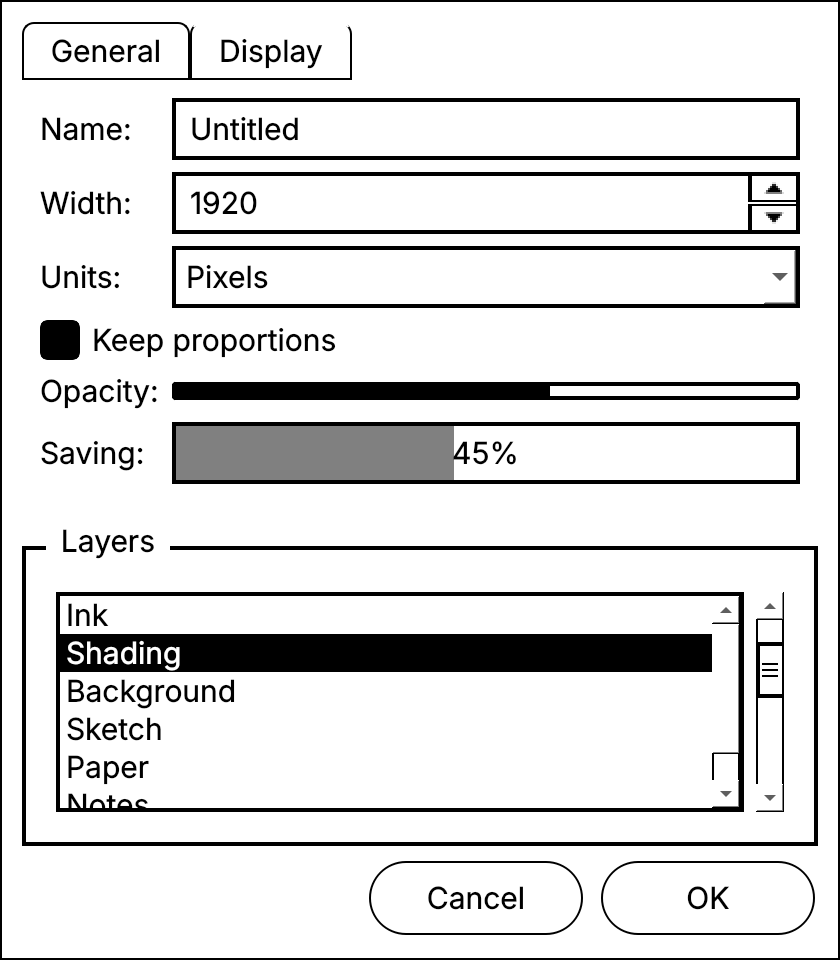 General Display
Name: Untitled
Width: 1920
Units: Pixels
Keep proportions
Opacity:
Saving: 45%
Layers
Ink
Shading
Background
Sketch
Paper
Notes
Cancel OK